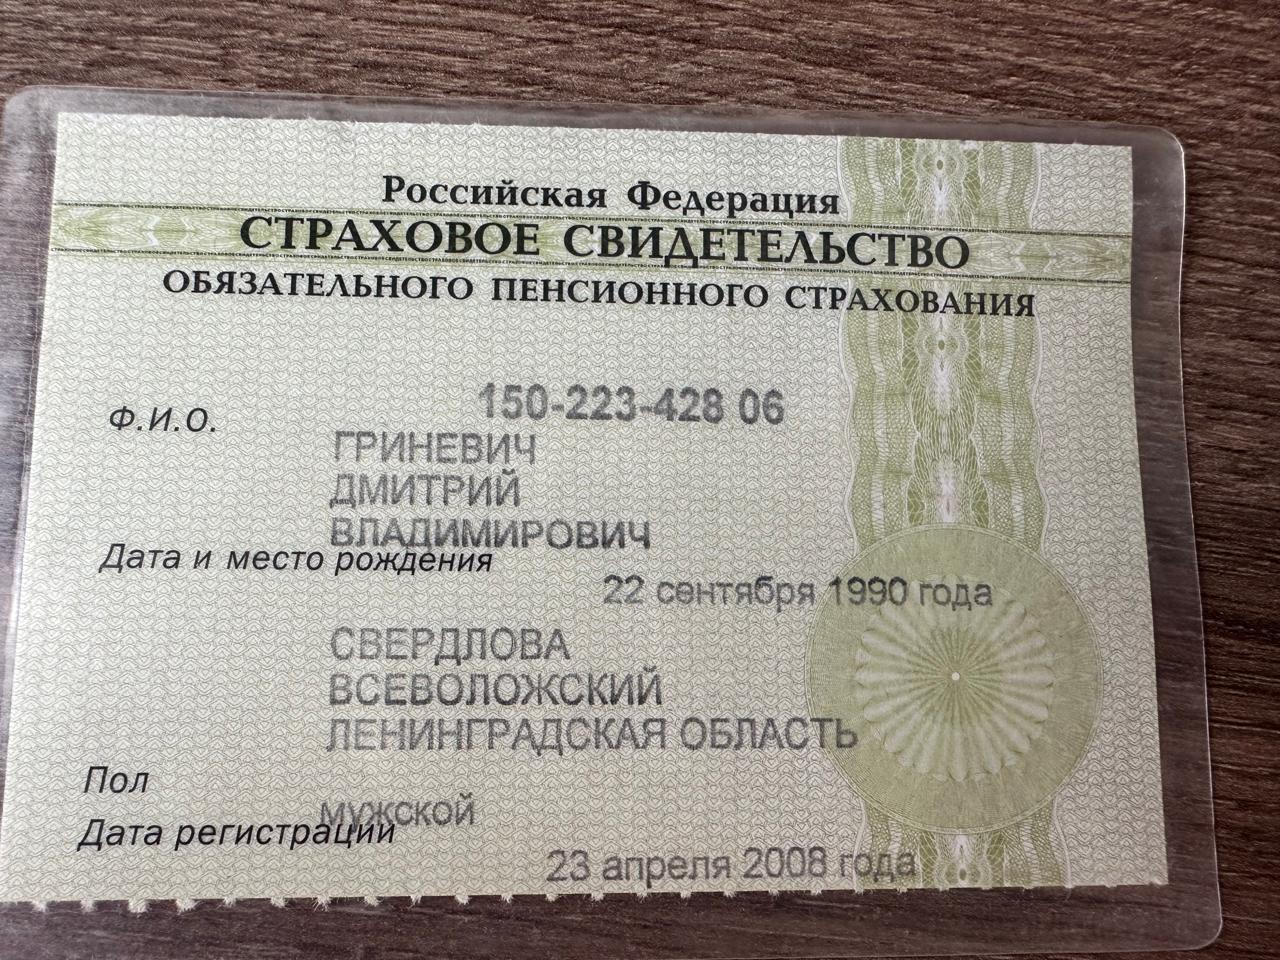 Российская Федерация
СТРАХОВОЕ СВИДЕТЕЛЬСТВО
ОБЯЗАТЕЛЬНОГО ПЕНСИОННОГО СТРАХОВАНИЯ
150-223-428 06
Ф.И.О.
ГРИНЕВИЧ
ДМИТРИЙ
ВЛАДИМИРОВИЧ
Дата и место рождения
22 сентября 1990 года
СВЕРДЛОВА
ВСЕВОЛОЖСКИЙ
ЛЕНИНГРАДСКАЯ ОБЛАСТЬ
Пол
мужской
Дата регистрации
23 апреля 2008 года